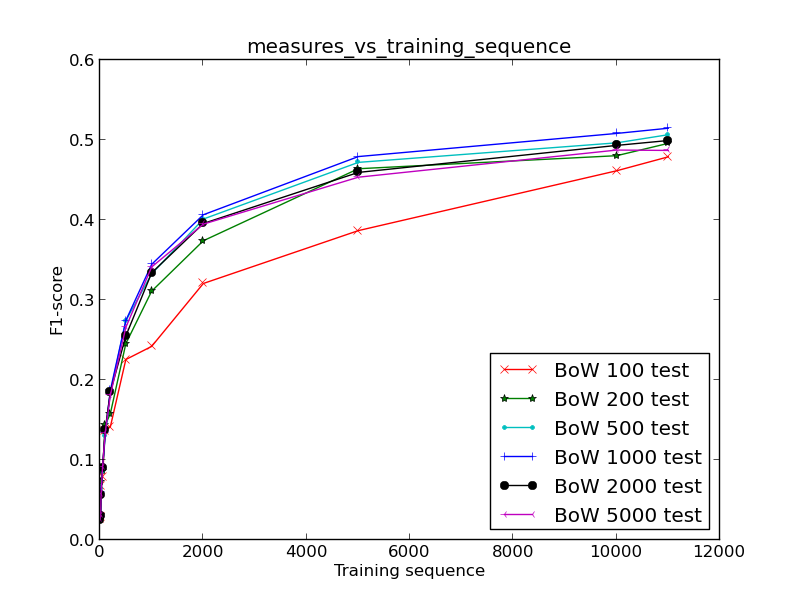 measures_vs_training_sequence
0.6
0.5
0.4
0.3
0.2
0.1
0.0
F1-score
BoW 100 test
BoW 200 test
BoW 500 test
BoW 1000 test
BoW 2000 test
BoW 5000 test
0 2000 4000 6000 8000 10000 12000
Training sequence